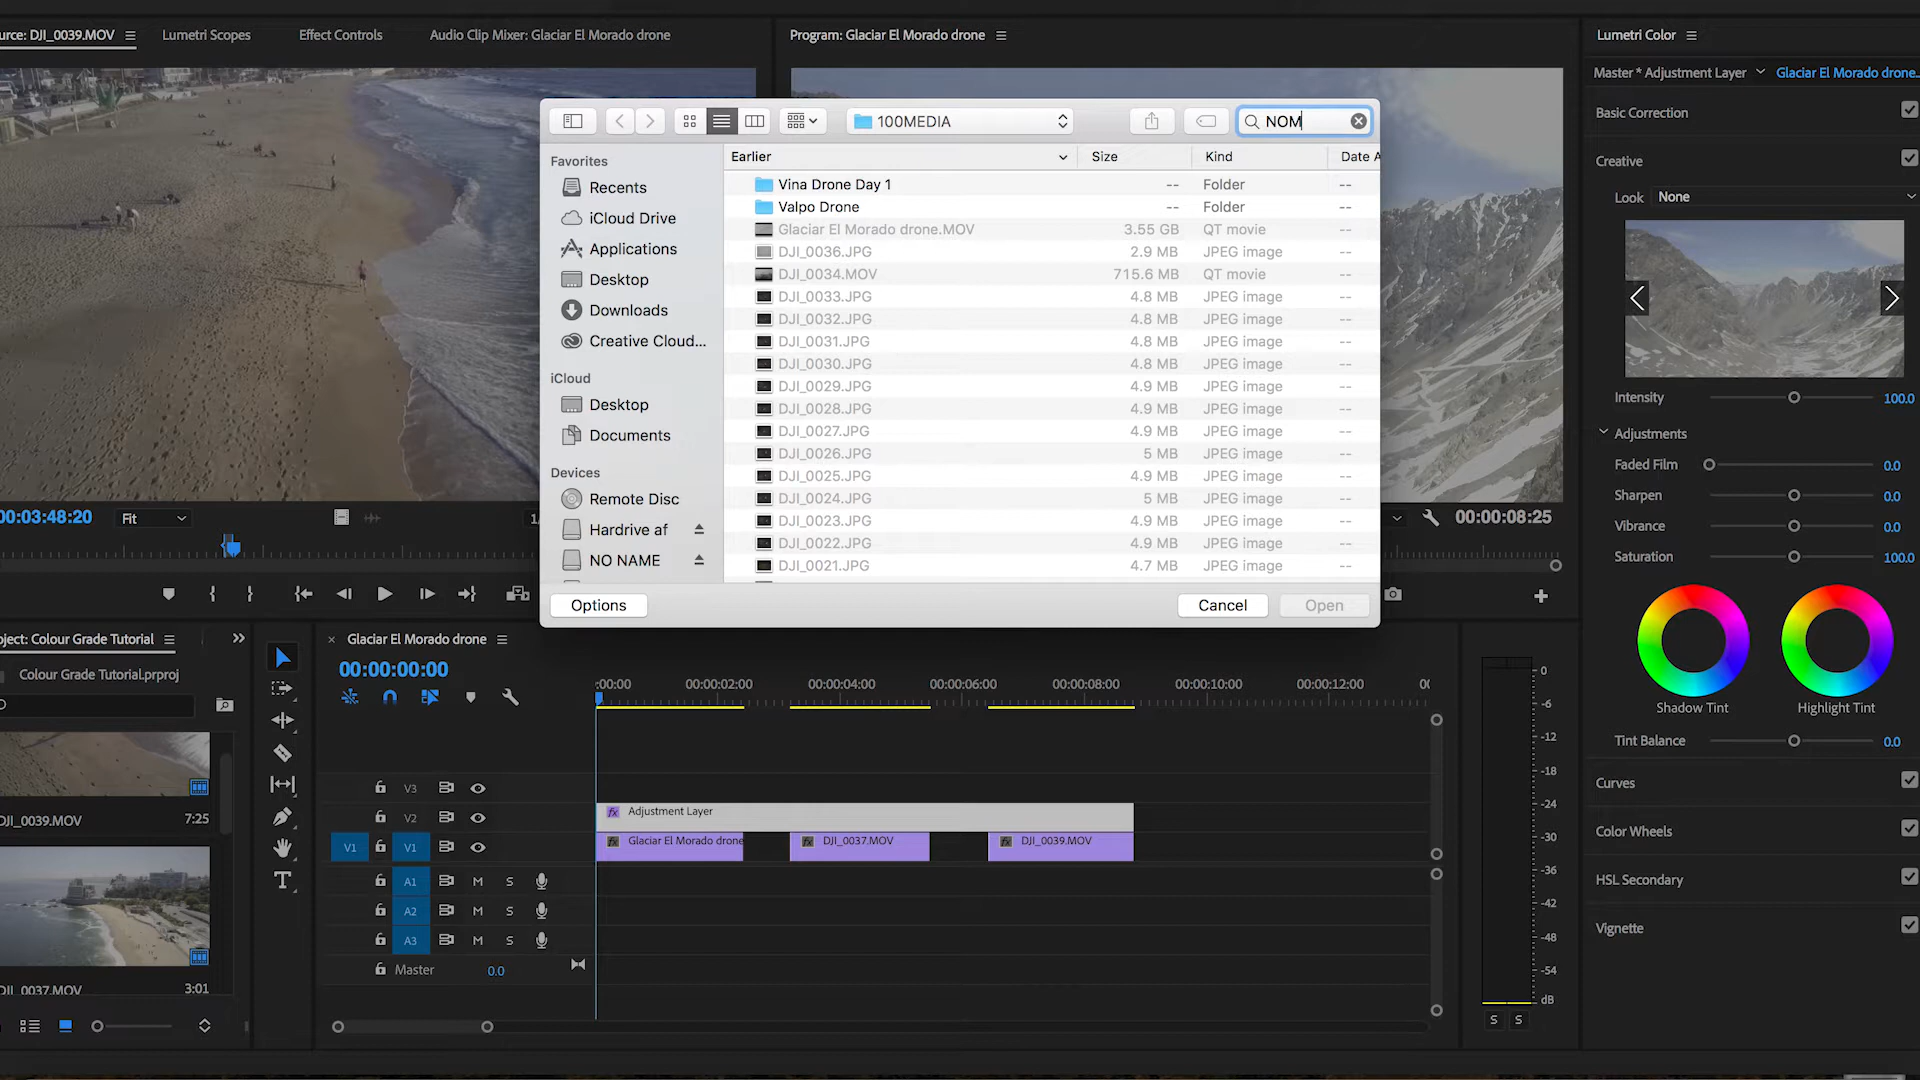 urce: DJI_0039.MOV
Lumetri Scopes
Effect Controls
Audio Clip Mixer: Glaciar El Morado drone
Program: Glaciar El Morado drone
Lumetri Color
100MEDIA
NOM
Favorites
Recents
iCloud Drive
Applications
Desktop
Downloads
Creative Cloud...
iCloud
Desktop
Documents
Devices
Remote Disc
Hardrive af
NO NAME
Earlier Size Kind Date A
Vina Drone Day 1 -- Folder --
Valpo Drone -- Folder --
Glaciar El Morado drone.MOV 3.55 GB QT movie --
DJI_0036.JPG 2.9 MB JPEG image --
DJI_0034.MOV 715.6 MB QT movie --
DJI_0033.JPG 4.8 MB JPEG image --
DJI_0032.JPG 4.8 MB JPEG image --
DJI_0031.JPG 4.8 MB JPEG image --
DJI_0030.JPG 4.8 MB JPEG image --
DJI_0029.JPG 4.9 MB JPEG image --
DJI_0028.JPG 4.9 MB JPEG image --
DJI_0027.JPG 4.9 MB JPEG image --
DJI_0026.JPG 5 MB JPEG image --
DJI_0025.JPG 4.9 MB JPEG image --
DJI_0024.JPG 5 MB JPEG image --
DJI_0023.JPG 4.9 MB JPEG image --
DJI_0022.JPG 4.9 MB JPEG image --
DJI_0021.JPG 4.7 MB JPEG image --
Options
Cancel
Open
Master * Adjustment Layer
Glaciar El Morado drone...
Basic Correction
Creative
Look None
Intensity 100.0
Adjustments
Faded Film 0.0
Sharpen 0.0
Vibrance 0.0
Saturation 100.0
Shadow Tint
Highlight Tint
Tint Balance 0.0
Curves
Color Wheels
HSL Secondary
Vignette
00:03:48:20
Fit
1/
00:00:08:25
oject: Colour Grade Tutorial
Colour Grade Tutorial.prproj
DJI_0039.MOV 7:25
DJI_0037.MOV 3:01
× Glaciar El Morado drone
00:00:00:00
:00:00 00:00:02:00 00:00:04:00 00:00:06:00 00:00:08:00 00:00:10:00 00:00:12:00 00
V3
V2
fx Adjustment Layer
V1 V1
fx Glaciar El Morado drone
fx DJI_0037.MOV
fx DJI_0039.MOV
A1 M S
A2 M S
A3 M S
Master 0.0
0
-6
-12
-18
-24
-30
-36
-42
-48
-54
dB
S S